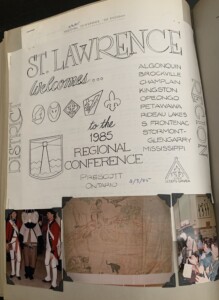 ST. LAWRENCE
Welcomes...
to the
1985
REGIONAL
CONFERENCE
PRESCOTT
ONTARIO
ALGONQUIN
BROCKVILLE
CHAMPLAIN
KINGSTON
OPEONGO
PETAWAWA
RIDEAU LAKES
S. FRONTENAC
STORMONT-
GLENGARRY
MISSISSIPPI
DISTRICT